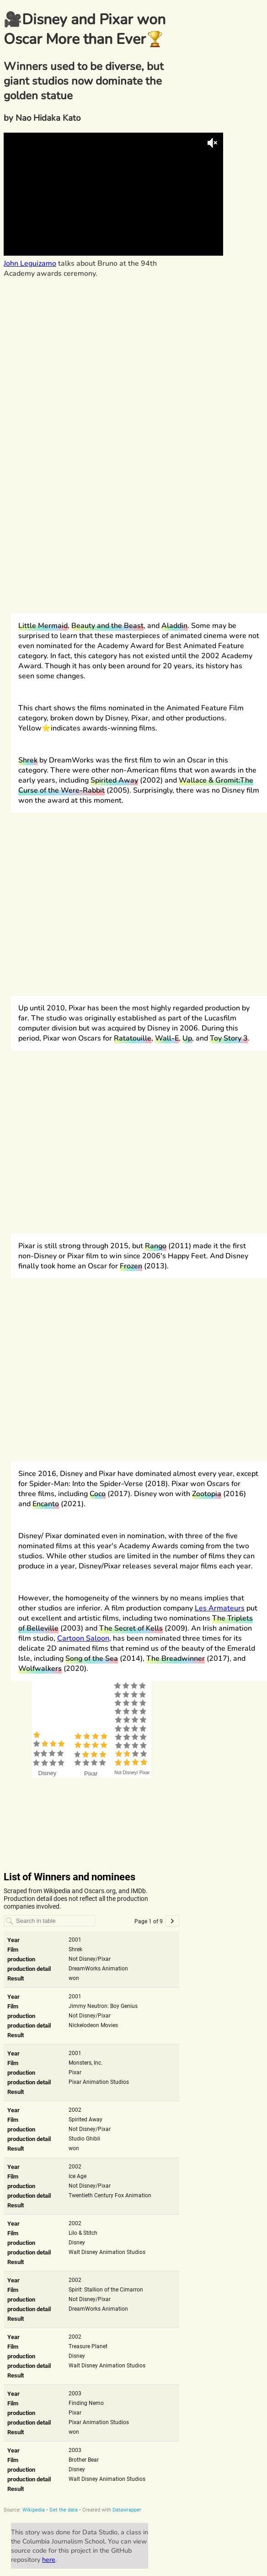 🎥Disney and Pixar won
Oscar More than Ever🏆
Winners used to be diverse, but
giant studios now dominate the
golden statue
by Nao Hidaka Kato
John Leguizamo talks about Bruno at the 94th
Academy awards ceremony.
Little Mermaid, Beauty and the Beast, and Aladdin. Some may be
surprised to learn that these masterpieces of animated cinema were not
even nominated for the Academy Award for Best Animated Feature
category. In fact, this category has not existed until the 2002 Academy
Award. Though it has only been around for 20 years, its history has
seen some changes.
This chart shows the films nominated in the Animated Feature Film
category broken down by Disney, Pixar, and other productions.
Yellow⭐indicates awards-winning films.
Shrek by DreamWorks was the first film to win an Oscar in this
category. There were other non-American films that won awards in the
early years, including Spirited Away (2002) and Wallace & Gromit:The
Curse of the Were-Rabbit (2005). Surprisingly, there was no Disney film
won the award at this moment.
Up until 2010, Pixar has been the most highly regarded production by
far. The studio was originally established as part of the Lucasfilm
computer division but was acquired by Disney in 2006. During this
period, Pixar won Oscars for Ratatouille, Wall-E, Up, and Toy Story 3.
Pixar is still strong through 2015, but Rango (2011) made it the first
non-Disney or Pixar film to win since 2006's Happy Feet. And Disney
finally took home an Oscar for Frozen (2013).
Since 2016, Disney and Pixar have dominated almost every year, except
for Spider-Man: Into the Spider-Verse (2018). Pixar won Oscars for
three films, including Coco (2017). Disney won with Zootopia (2016)
and Encanto (2021).
Disney/ Pixar dominated even in nomination, with three of the five
nominated films at this year's Academy Awards coming from the two
studios. While other studios are limited in the number of films they can
produce in a year, Disney/Pixar releases several major films each year.
However, the homogeneity of the winners by no means implies that
other studios are inferior. A film production company Les Armateurs put
out excellent animated films, including two nominations The Triplets
of Belleville (2003) and The Secret of Kells (2009). An Irish animation
film studio, Cartoon Saloon, has been nominated three times for its
delicate 2D animated films that remind us of the beauty of the Emerald
Isle, including Song of the Sea (2014), The Breadwinner (2017), and
Wolfwalkers (2020).
Disney Pixar Not Disney/ Pixar
List of Winners and nominees
Scraped from Wikipedia and Oscars.org, and IMDb.
Production detail does not reflect all the production
companies involved.
Search in table Page 1 of 9 >
Year 2001
Film Shrek
production Not Disney/Pixar
production detail DreamWorks Animation
Result won
Year 2001
Film Jimmy Neutron: Boy Genius
production Not Disney/Pixar
production detail Nickelodeon Movies
Result
Year 2001
Film Monsters, Inc.
production Pixar
production detail Pixar Animation Studios
Result
Year 2002
Film Spirited Away
production Not Disney/Pixar
production detail Studio Ghibli
Result won
Year 2002
Film Ice Age
production Not Disney/Pixar
production detail Twentieth Century Fox Animation
Result
Year 2002
Film Lilo & Stitch
production Disney
production detail Walt Disney Animation Studios
Result
Year 2002
Film Spirit: Stallion of the Cimarron
production Not Disney/Pixar
production detail DreamWorks Animation
Result
Year 2002
Film Treasure Planet
production Disney
production detail Walt Disney Animation Studios
Result
Year 2003
Film Finding Nemo
production Pixar
production detail Pixar Animation Studios
Result won
Year 2003
Film Brother Bear
production Disney
production detail Walt Disney Animation Studios
Result
Source: Wikipedia • Get the data • Created with Datawrapper
This story was done for Data Studio, a class in
the Columbia Journalism School. You can view
source code for this project in the GitHub
repository here.